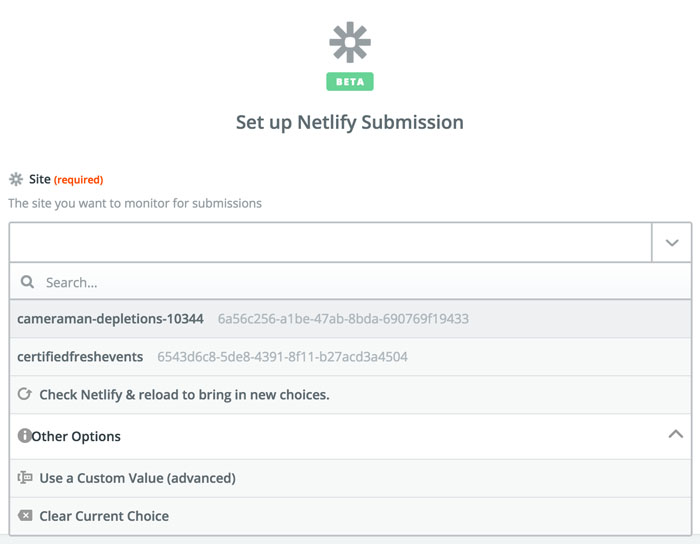 BETA
Set up Netlify Submission
Site (required)
The site you want to monitor for submissions
Search...
cameraman-depletions-10344 6a56c256-a1be-47ab-8bda-690769f19433
certifiedfreshevents 6543d6c8-5de8-4391-8f11-b27acd3a4504
Check Netlify & reload to bring in new choices.
Other Options
Use a Custom Value (advanced)
Clear Current Choice